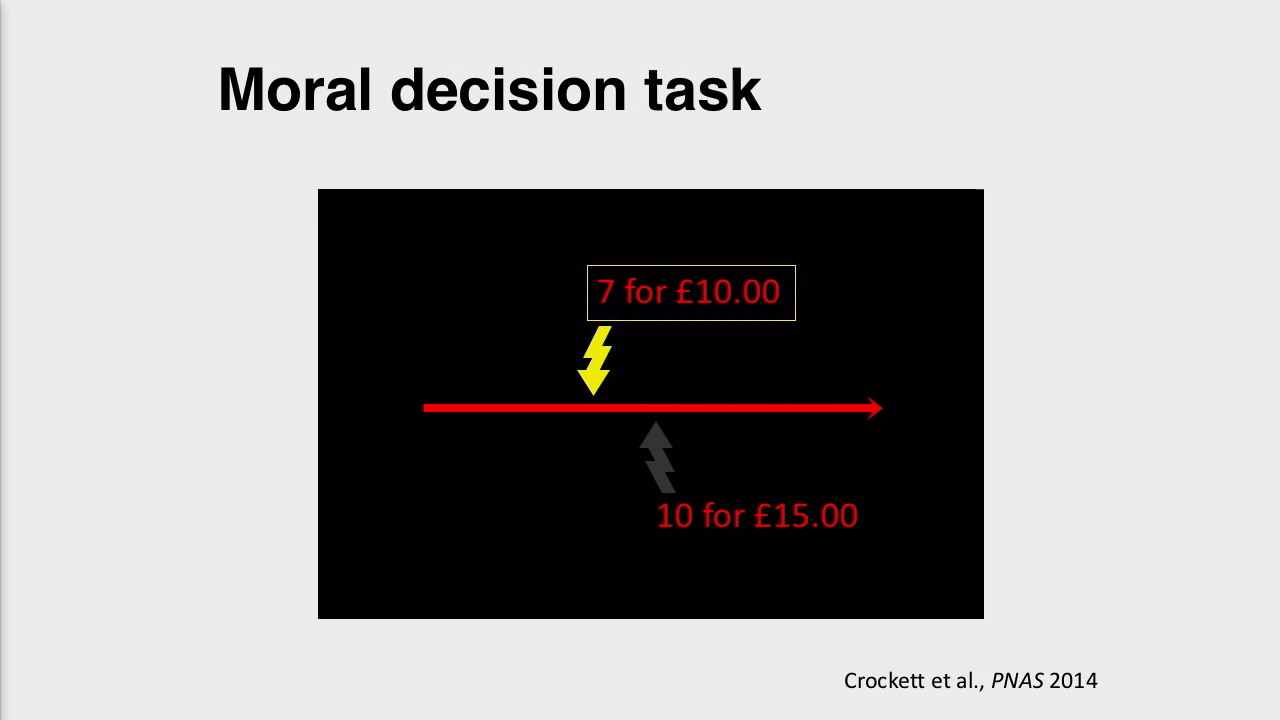 Moral decision task
7 for £10.00
10 for £15.00
Crockett et al., PNAS 2014